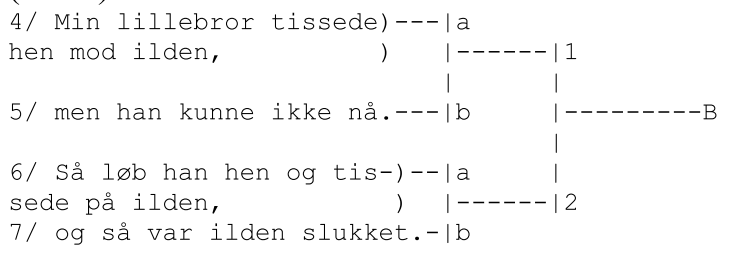 4/ Min lillebror tissede)---|a
hen mod ilden,          )   |------|1
                            |      |
5/ men han kunne ikke nå.---|b     |---------B
                                   |
6/ Så løb han hen og tis-)--|a     |
sede på ilden,           )  |------|2
7/ og så var ilden slukket.-|b